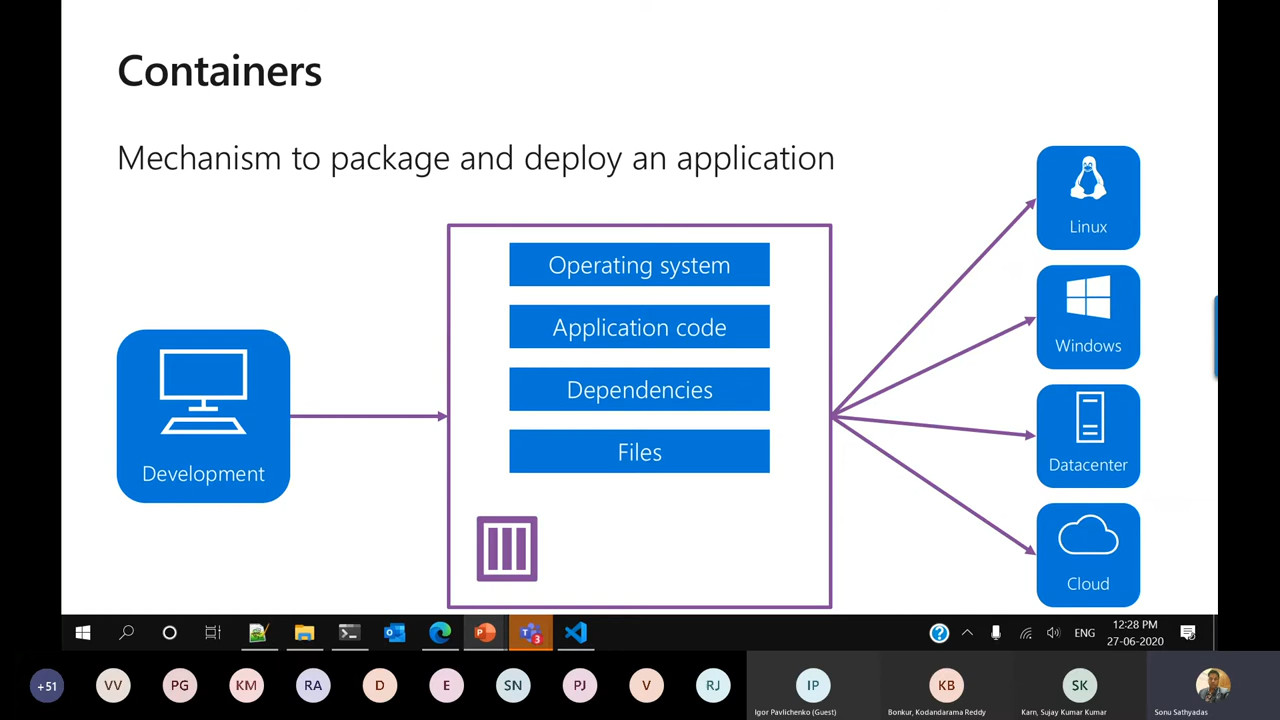 Containers
Mechanism to package and deploy an application
Operating system
Application code
Dependencies
Files
Development
Linux
Windows
Datacenter
Cloud
3
ENG
12:28 PM
27-06-2020
+51
VV
PG
KM
RA
D
E
SN
PJ
V
RJ
IP
KB
SK
Igor Pavlichenko (Guest)
Bonkur, Kodandarama Reddy
Karn, Sujay Kumar Kumar
Sonu Sathyadas